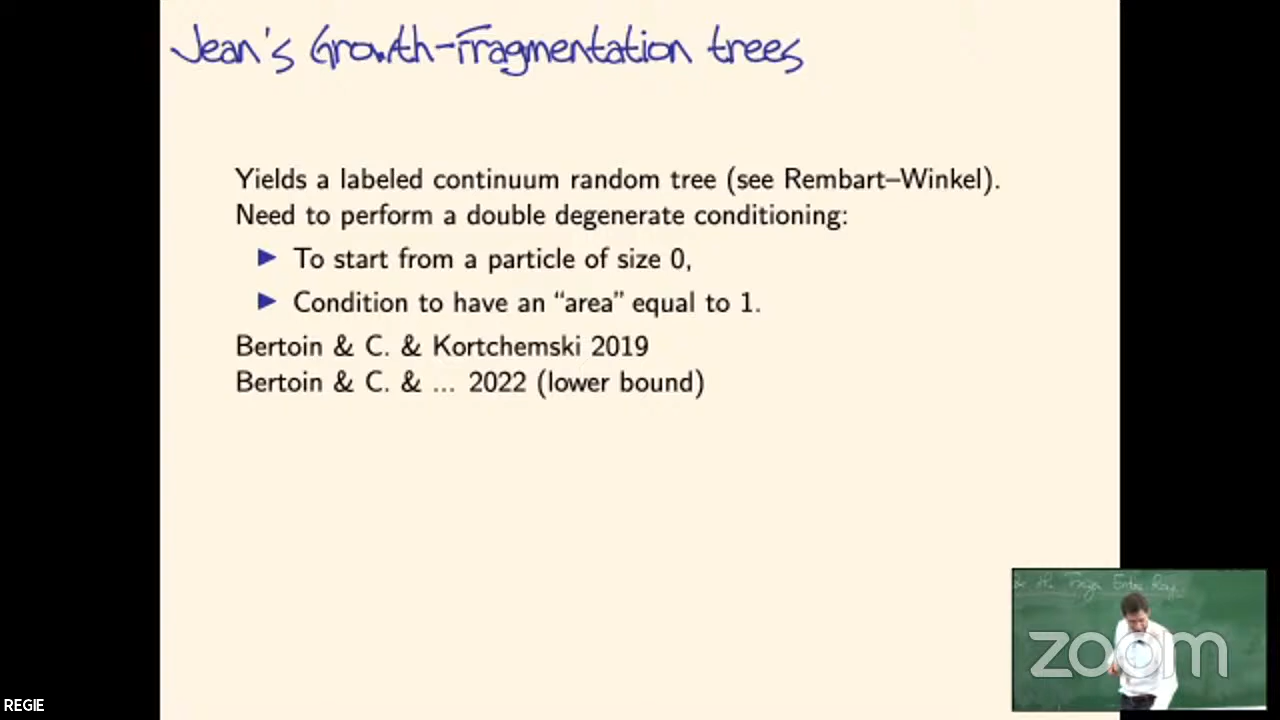 Jean's Growth-Fragmentation trees
Yields a labeled continuum random tree (see Rembart–Winkel).
Need to perform a double degenerate conditioning:
▶ To start from a particle of size 0,
▶ Condition to have an “area” equal to 1.
Bertoin & C. & Kortchemski 2019
Bertoin & C. & ... 2022 (lower bound)
zoom
REGIE